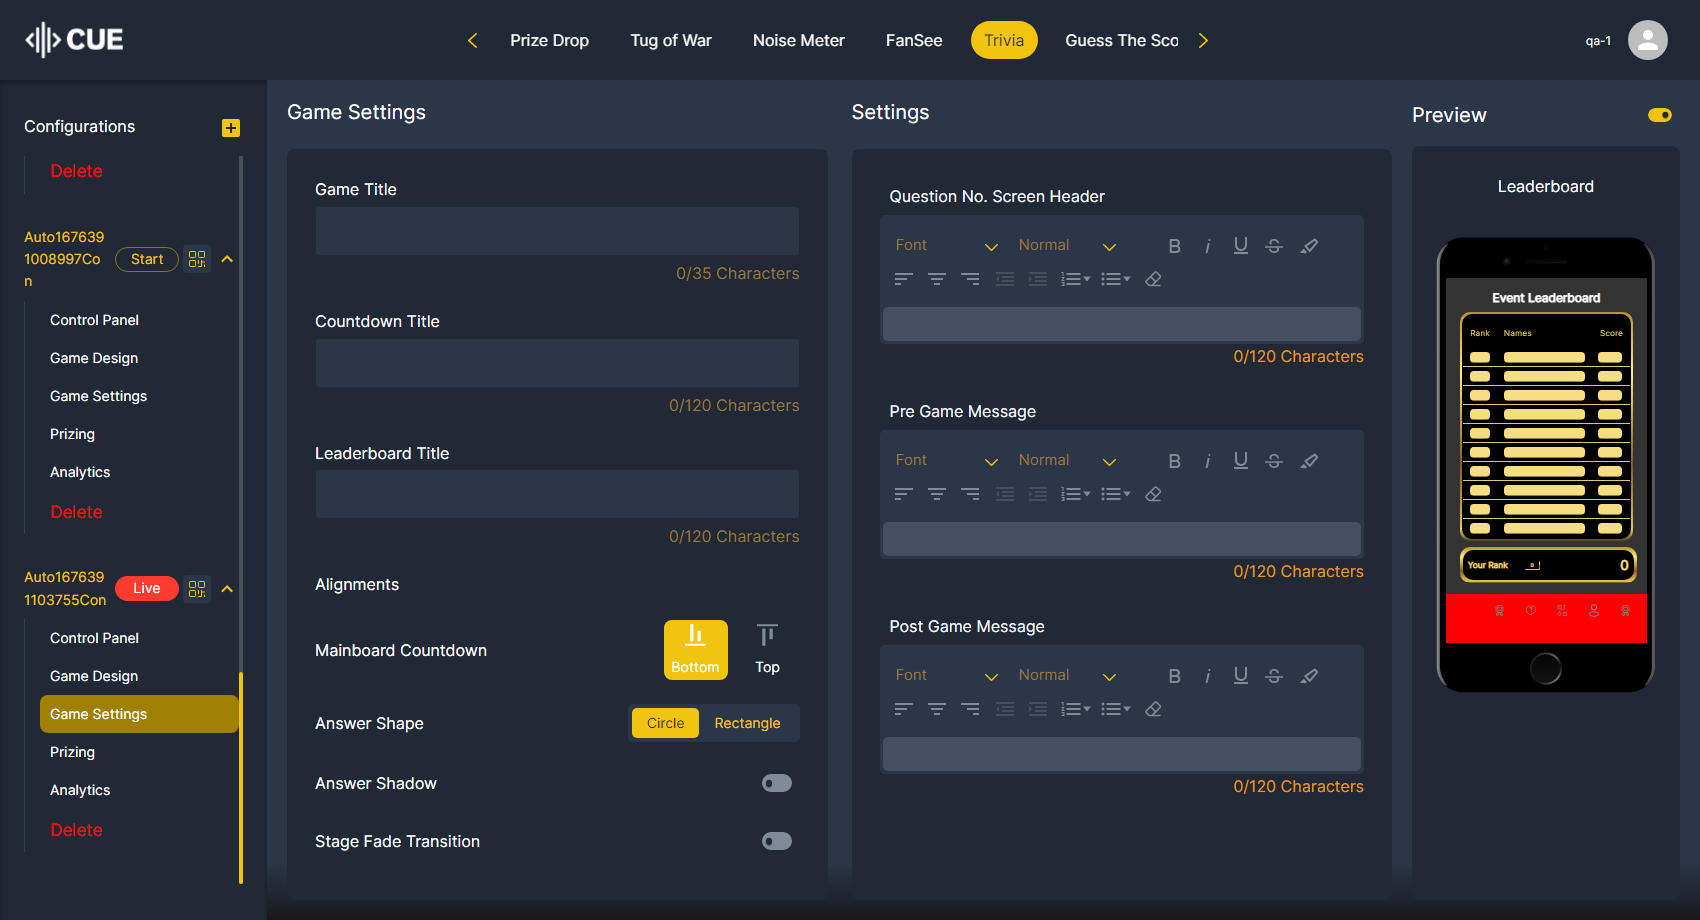 CUE
Prize Drop
Tug of War
Noise Meter
FanSee
Trivia
Guess The Sco
qa-1
Configurations
Delete
Auto167639
1008997Co
n
Start
Control Panel
Game Design
Game Settings
Prizing
Analytics
Delete
Auto167639
1103755Con
Live
Control Panel
Game Design
Game Settings
Prizing
Analytics
Delete
Game Settings
Game Title
0/35 Characters
Countdown Title
0/120 Characters
Leaderboard Title
0/120 Characters
Alignments
Mainboard Countdown
Bottom
Top
Answer Shape
Circle
Rectangle
Answer Shadow
Stage Fade Transition
Settings
Question No. Screen Header
Font
Normal
B i U S
0/120 Characters
Pre Game Message
Font
Normal
B i U S
0/120 Characters
Post Game Message
Font
Normal
B i U S
0/120 Characters
Preview
Leaderboard
Event Leaderboard
Rank Names Score
Your Rank 0 0